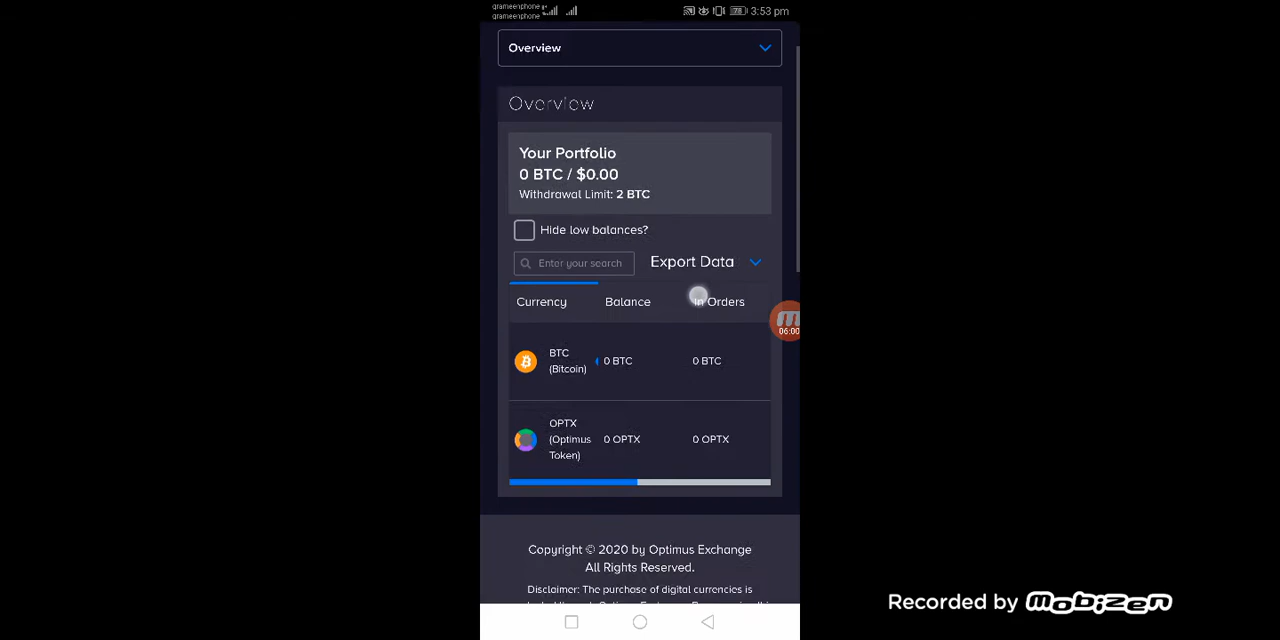 grameenphone
grameenphone
78
3:53 pm
Overview
Overview
Your Portfolio
0 BTC / $0.00
Withdrawal Limit: 2 BTC
Hide low balances?
Enter your search
Export Data
Currency
Balance
In Orders
BTC
(Bitcoin)
0 BTC
0 BTC
OPTX
(Optimus
Token)
0 OPTX
0 OPTX
06:00
Copyright © 2020 by Optimus Exchange
All Rights Reserved.
Disclaimer: The purchase of digital currencies is
Recorded by mobizen